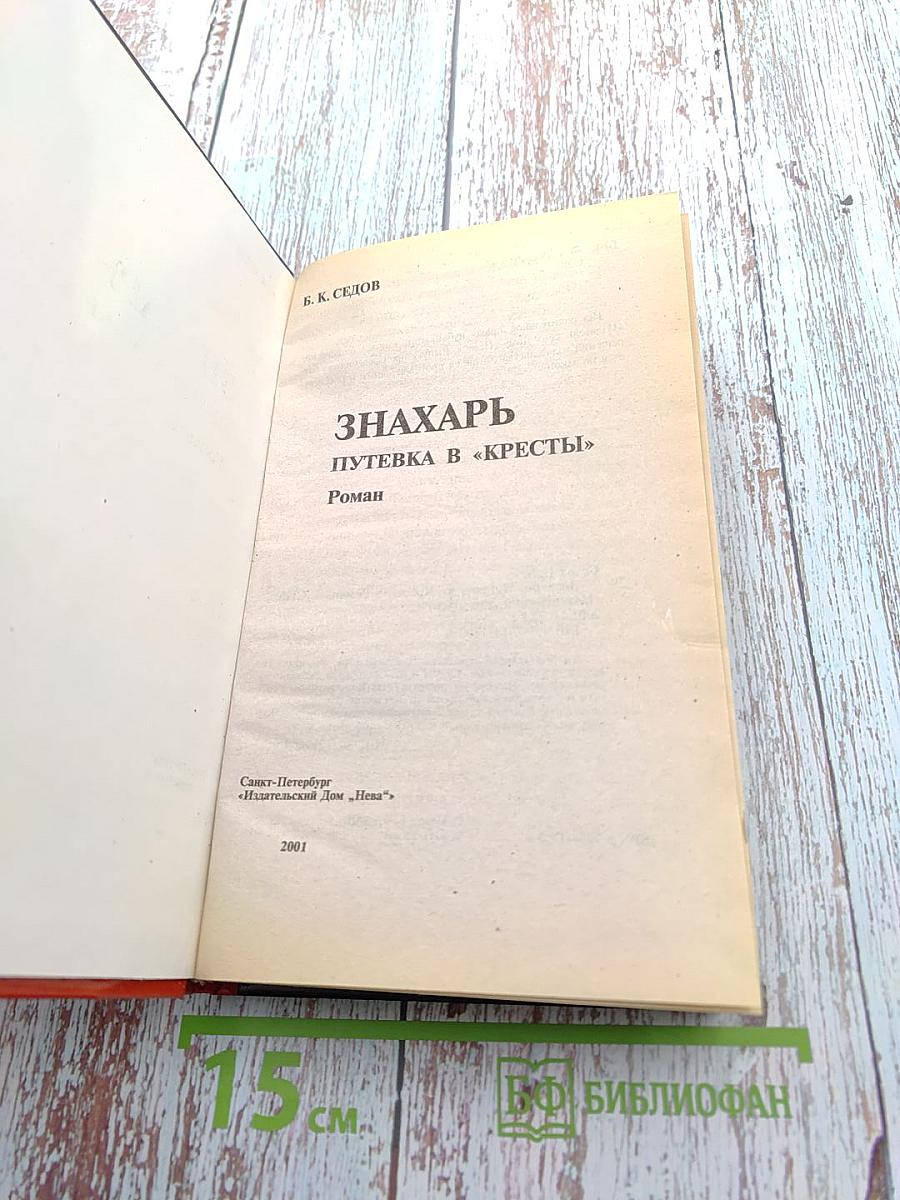 Б. К. СЕДОВ
ЗНАХАРЬ
ПУТЕВКА В «КРЕСТЫ»
Роман
Санкт-Петербург
«Издательский Дом „Нева“»
2001
15 см
БФ БИБЛИОФАН